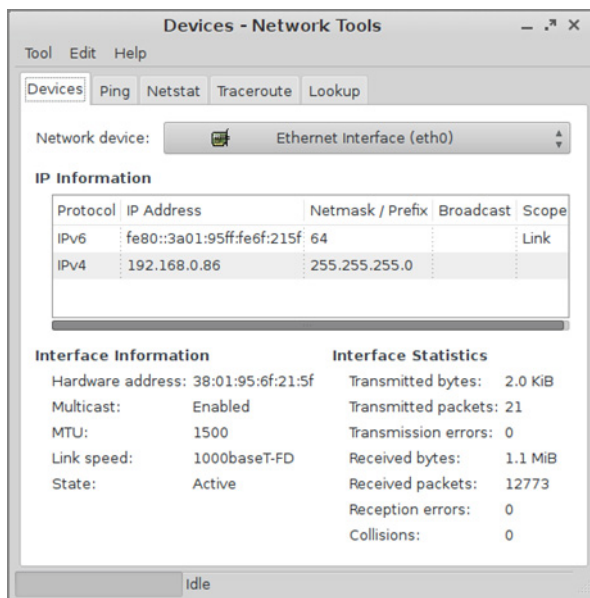 Devices - Network Tools
Tool Edit Help
Devices Ping Netstat Traceroute Lookup
Network device: Ethernet Interface (eth0)
IP Information
Protocol IP Address Netmask / Prefix Broadcast Scope
IPv6 fe80::3a01:95ff:fe6f:215f 64 Link
IPv4 192.168.0.86 255.255.255.0
Interface Information
Hardware address: 38:01:95:6f:21:5f
Multicast: Enabled
MTU: 1500
Link speed: 1000baseT-FD
State: Active
Interface Statistics
Transmitted bytes: 2.0 KiB
Transmitted packets: 21
Transmission errors: 0
Received bytes: 1.1 MiB
Received packets: 12773
Reception errors: 0
Collisions: 0
Idle